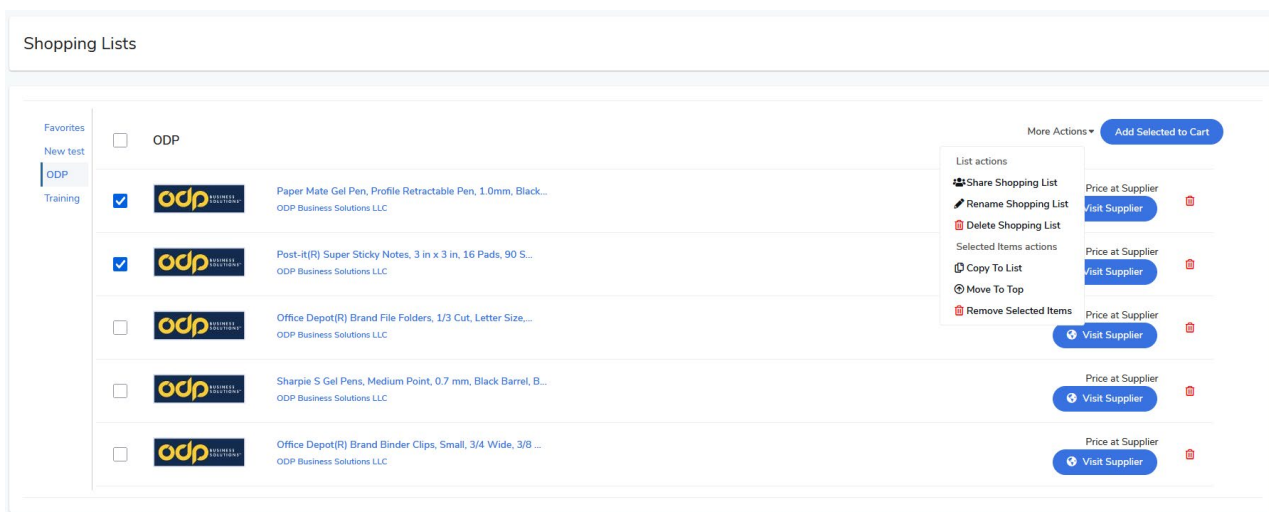 Shopping Lists
Favorites
New test
ODP
Training
ODP
More Actions
Add Selected to Cart
List actions
Share Shopping List
Rename Shopping List
Delete Shopping List
Selected Items actions
Copy To List
Move To Top
Remove Selected Items
odp BUSINESS SOLUTIONS
Paper Mate Gel Pen, Profile Retractable Pen, 1.0mm, Black...
ODP Business Solutions LLC
Price at Supplier
Visit Supplier
odp BUSINESS SOLUTIONS
Post-it(R) Super Sticky Notes, 3 in x 3 in, 16 Pads, 90 S...
ODP Business Solutions LLC
Price at Supplier
Visit Supplier
odp BUSINESS SOLUTIONS
Office Depot(R) Brand File Folders, 1/3 Cut, Letter Size,...
ODP Business Solutions LLC
Price at Supplier
Visit Supplier
odp BUSINESS SOLUTIONS
Sharpie S Gel Pens, Medium Point, 0.7 mm, Black Barrel, B...
ODP Business Solutions LLC
Price at Supplier
Visit Supplier
odp BUSINESS SOLUTIONS
Office Depot(R) Brand Binder Clips, Small, 3/4 Wide, 3/8 ...
ODP Business Solutions LLC
Price at Supplier
Visit Supplier